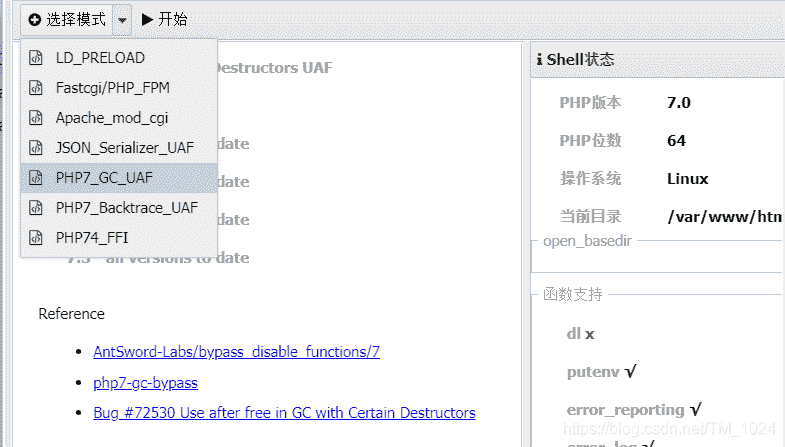 选择模式 开始
LD_PRELOAD
Fastcgi/PHP_FPM
Apache_mod_cgi
JSON_Serializer_UAF
PHP7_GC_UAF
PHP7_Backtrace_UAF
PHP74_FFI
Destructors UAF
date
date
date
all versions to date
Reference
AntSword-Labs/bypass_disable_functions/7
php7-gc-bypass
Bug #72530 Use after free in GC with Certain Destructors
Shell状态
PHP版本 7.0
PHP位数 64
操作系统 Linux
当前目录 /var/www/htm
open_basedir
函数支持
dl x
putenv √
error_reporting √
https://blog.csdn.net/TM_1024